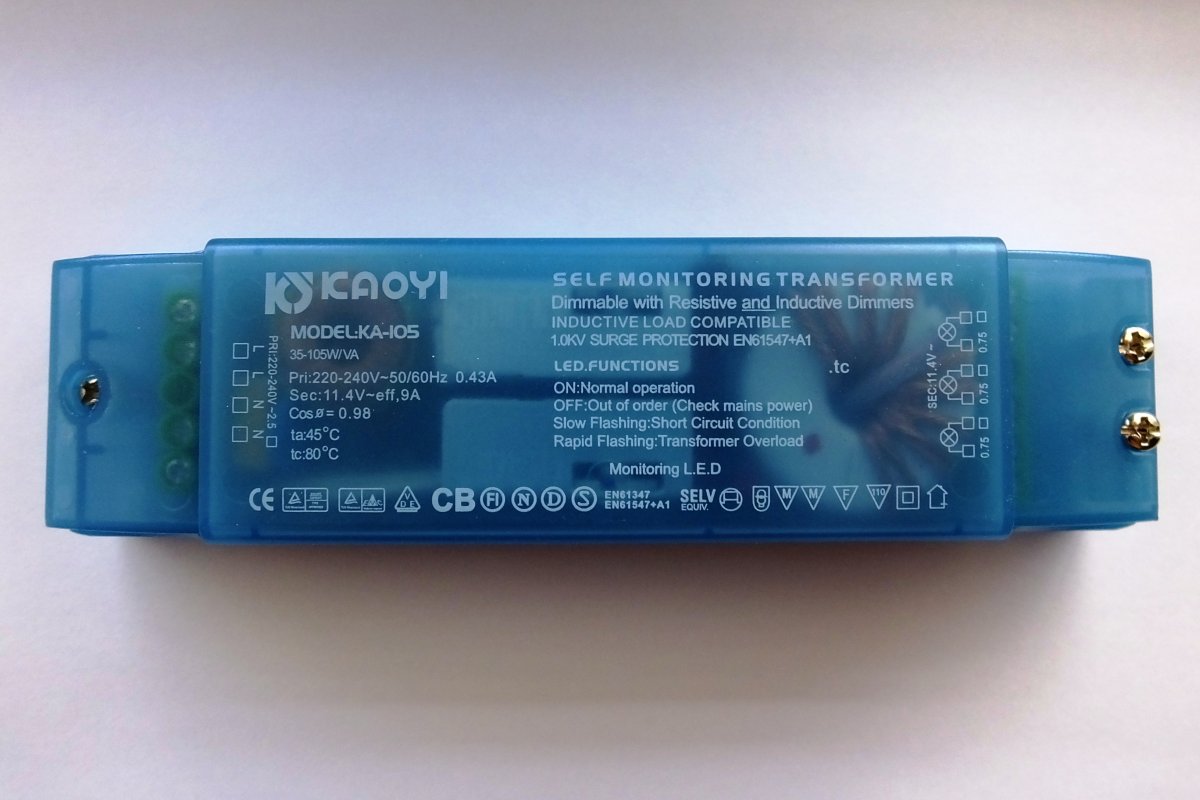 KAOYI
MODEL:KA-105
35-105W/VA
Pri:220-240V~50/60Hz 0.43A
Sec:11.4V~eff,9A
Cosø=0.98
ta:45°C
tc:80°C
L
L
N
N
PRI:220-240V~2.5
SELF MONITORING TRANSFORMER
Dimmable with Resistive and Inductive Dimmers
INDUCTIVE LOAD COMPATIBLE
1.0KV SURGE PROTECTION EN61547+A1
LED.FUNCTIONS
.tc
ON:Normal operation
OFF:Out of order (Check mains power)
Slow Flashing:Short Circuit Condition
Rapid Flashing:Transformer Overload
Monitoring L.E.D
SEC:11.4V~
0.75
0.75
0.75
CE
VDE
CB
FI
N
D
S
EN61347
EN61547+A1
SELV
EQUIV.
M
M
F
110